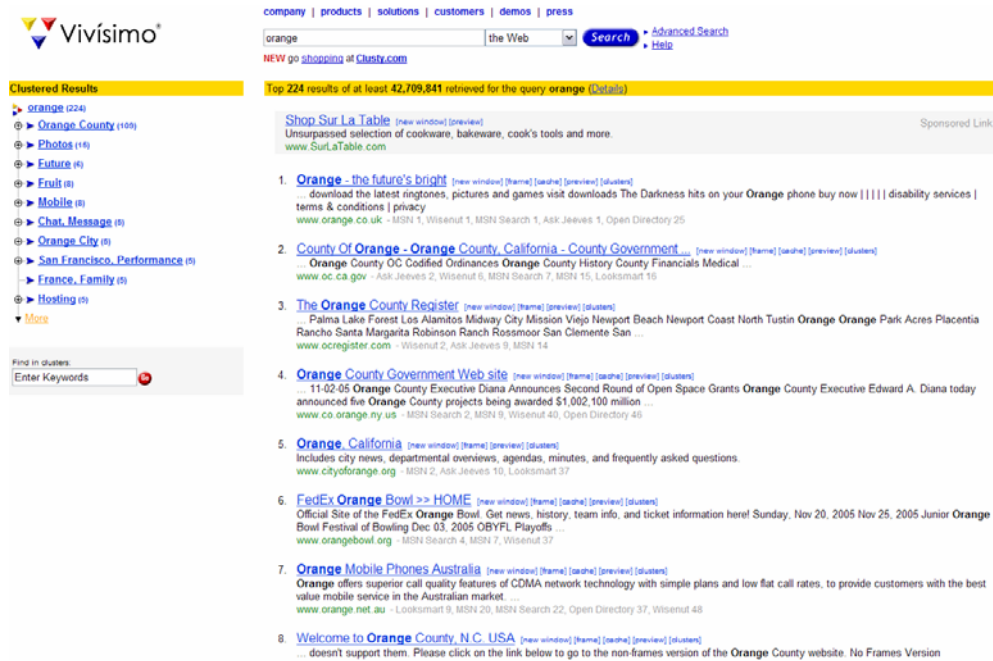 Vivísimo®
company | products | solutions | customers | demos | press
orange the Web Search Advanced Search
Help
NEW go shopping at Clusty.com
Clustered Results
orange (224)
Orange County (109)
Photos (15)
Future (6)
Fruit (8)
Mobile (8)
Chat, Message (6)
Orange City (6)
San Francisco, Performance (5)
France, Family (5)
Hosting (5)
More
Find in clusters:
Enter Keywords Go
Top 224 results of at least 42,709,841 retrieved for the query orange (Details)
Shop Sur La Table [new window] [preview] Sponsored Link
Unsurpassed selection of cookware, bakeware, cook's tools and more.
www.SurLaTable.com
1. Orange - the future's bright [new window] [frame] [cache] [preview] [clusters]
... download the latest ringtones, pictures and games visit downloads The Darkness hits on your Orange phone buy now | | | | | disability services |
terms & conditions | privacy
www.orange.co.uk - MSN 1, Wisenut 1, MSN Search 1, Ask Jeeves 1, Open Directory 25
2. County Of Orange - Orange County, California - County Government ... [new window] [frame] [cache] [preview] [clusters]
... Orange County OC Codified Ordinances Orange County History County Financials Medical ...
www.oc.ca.gov - Ask Jeeves 2, Wisenut 6, MSN Search 7, MSN 15, Looksmart 16
3. The Orange County Register [new window] [frame] [preview] [clusters]
... Palma Lake Forest Los Alamitos Midway City Mission Viejo Newport Beach Newport Coast North Tustin Orange Orange Park Acres Placentia
Rancho Santa Margarita Robinson Ranch Rossmoor San Clemente San ...
www.ocregister.com - Wisenut 2, Ask Jeeves 9, MSN 14
4. Orange County Government Web site [new window] [frame] [cache] [preview] [clusters]
... 11-02-05 Orange County Executive Diana Announces Second Round of Open Space Grants Orange County Executive Edward A. Diana today
announced five Orange County projects being awarded $1,002,100 million ...
www.co.orange.ny.us - MSN Search 2, MSN 9, Wisenut 40, Open Directory 46
5. Orange, California [new window] [frame] [preview] [clusters]
Includes city news, departmental overviews, agendas, minutes, and frequently asked questions.
www.cityoforange.org - MSN 2, Ask Jeeves 10, Looksmart 37
6. FedEx Orange Bowl >> HOME [new window] [frame] [cache] [preview] [clusters]
Official Site of the FedEx Orange Bowl. Get news, history, team info, and ticket information here! Sunday, Nov 20, 2005 Nov 25, 2005 Junior Orange
Bowl Festival of Bowling Dec 03, 2005 OBYFL Playoffs ...
www.orangebowl.org - MSN Search 4, MSN 7, Wisenut 37
7. Orange Mobile Phones Australia [new window] [frame] [cache] [preview] [clusters]
Orange offers superior call quality features of CDMA network technology with simple plans and low flat call rates, to provide customers with the best
value mobile service in the Australian market. ...
www.orange.net.au - Looksmart 9, MSN 20, MSN Search 22, Open Directory 37, Wisenut 48
8. Welcome to Orange County, N.C. USA [new window] [frame] [cache] [preview] [clusters]
... doesn't support them. Please click on the link below to go to the non-frames version of the Orange County website. No Frames Version